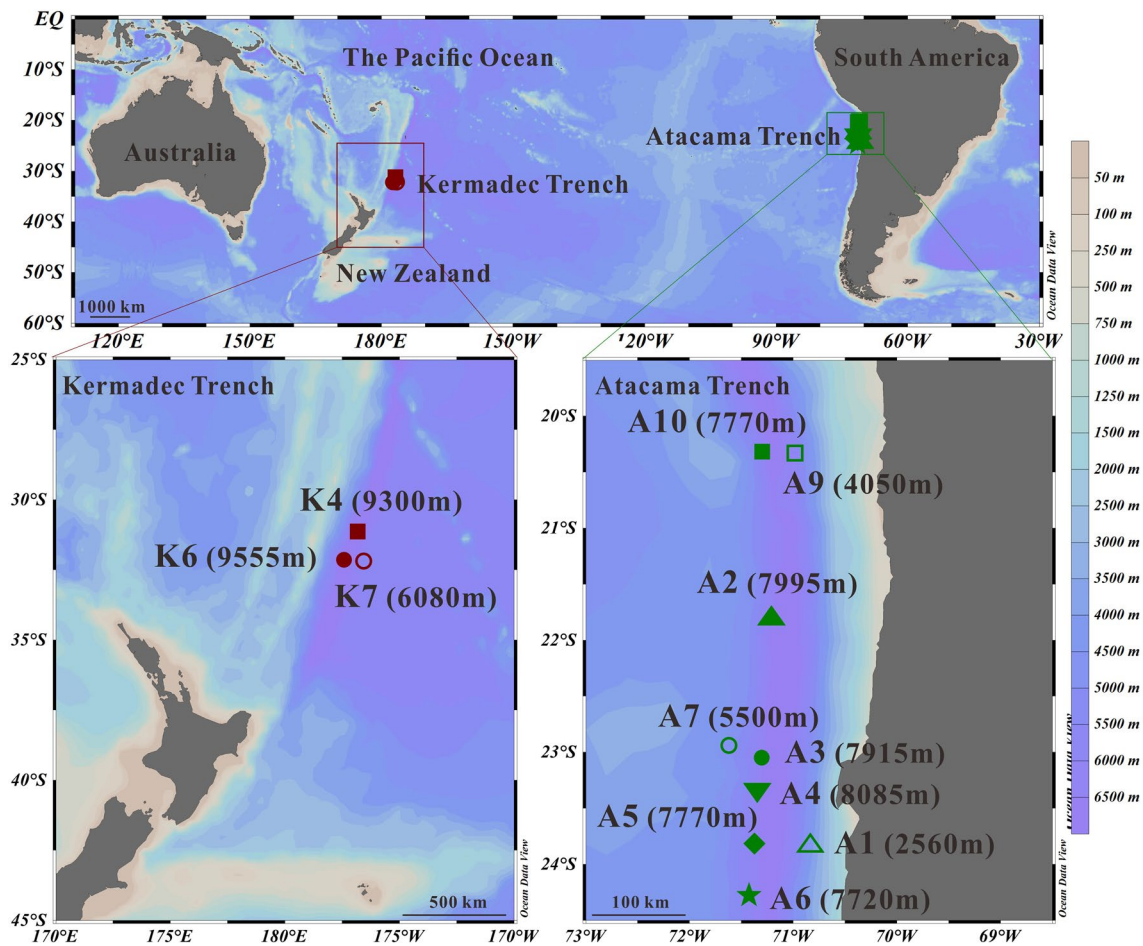 EQ
10°S
20°S
30°S
40°S
50°S
60°S
The Pacific Ocean
South America
Australia
Atacama Trench
Kermadec Trench
New Zealand
1000 km
Ocean Data View
120°E
150°E
180°E
150°W
120°W
90°W
60°W
30°W
50 m
100 m
250 m
500 m
750 m
1000 m
1250 m
1500 m
2000 m
2500 m
3000 m
3500 m
4000 m
4500 m
5000 m
5500 m
6000 m
6500 m
25°S
30°S
35°S
40°S
45°S
Kermadec Trench
K4 (9300m)
K6 (9555m)
K7 (6080m)
500 km
Ocean Data View
170°E
175°E
180°E
175°W
170°W
20°S
21°S
22°S
23°S
24°S
Atacama Trench
A10 (7770m)
A9 (4050m)
A2 (7995m)
A7 (5500m)
A3 (7915m)
A4 (8085m)
A5 (7770m)
A1 (2560m)
A6 (7720m)
100 km
Ocean Data View
73°W
72°W
71°W
70°W
69°W